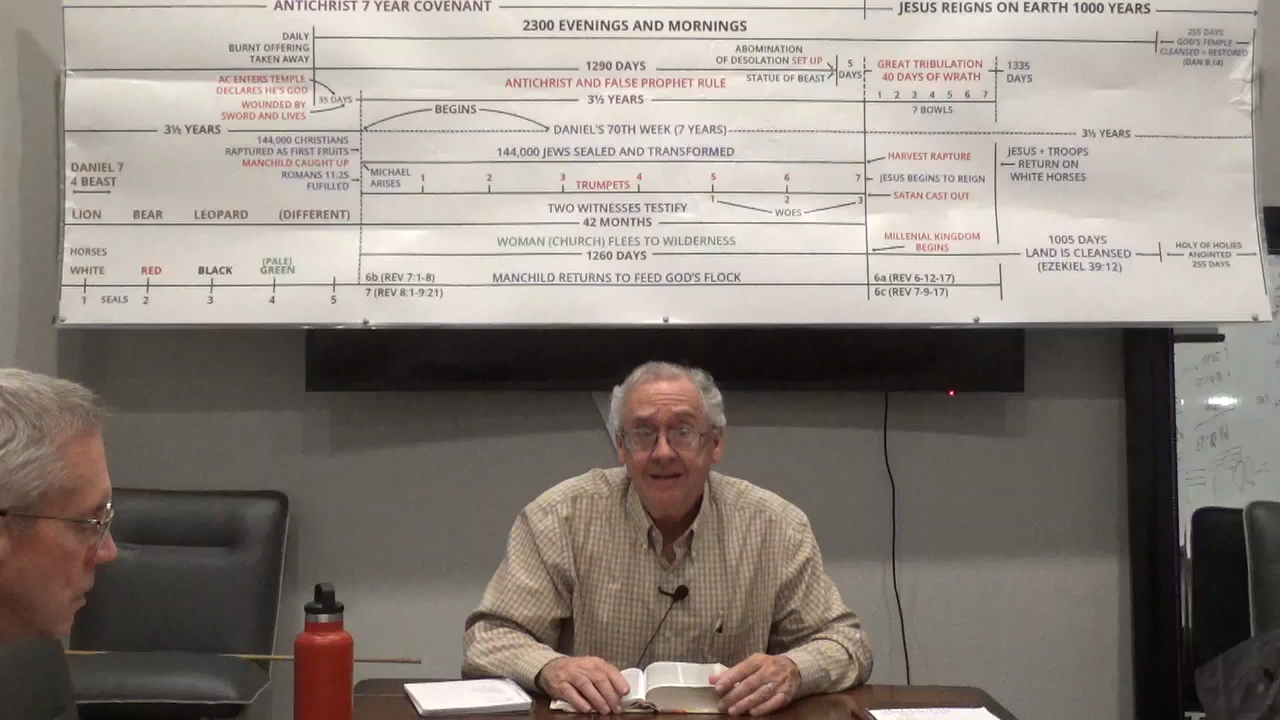 ANTICHRIST 7 YEAR COVENANT
JESUS REIGNS ON EARTH 1000 YEARS
2300 EVENINGS AND MORNINGS
DAILY
BURNT OFFERING
TAKEN AWAY
255 DAYS
GOD'S TEMPLE
CLEANSED + RESTORED
(DAN 8:14)
AC ENTERS TEMPLE
DECLARES HE'S GOD
WOUNDED BY
SWORD AND LIVES
35 DAYS
1290 DAYS
ANTICHRIST AND FALSE PROPHET RULE
ABOMINATION
OF DESOLATION SET UP
STATUE OF BEAST
5
DAYS
GREAT TRIBULATION
40 DAYS OF WRATH
1 2 3 4 5 6 7
7 BOWLS
1335
DAYS
3½ YEARS
BEGINS
3½ YEARS
DANIEL'S 70TH WEEK (7 YEARS)
3½ YEARS
144,000 CHRISTIANS
RAPTURED AS FIRST FRUITS
MANCHILD CAUGHT UP
ROMANS 11:25
FUFILLED
144,000 JEWS SEALED AND TRANSFORMED
HARVEST RAPTURE
JESUS + TROOPS
RETURN ON
WHITE HORSES
DANIEL 7
4 BEAST
MICHAEL
ARISES
1 2 3 4 5 6 7
TRUMPETS
JESUS BEGINS TO REIGN
SATAN CAST OUT
1 2 3
WOES
LION BEAR LEOPARD (DIFFERENT)
TWO WITNESSES TESTIFY
42 MONTHS
WOMAN (CHURCH) FLEES TO WILDERNESS
1260 DAYS
MILLENIAL KINGDOM
BEGINS
1005 DAYS
LAND IS CLEANSED
(EZEKIEL 39:12)
HOLY OF HOLIES
ANOINTED
255 DAYS
HORSES
WHITE RED BLACK (PALE)
GREEN
1 SEALS 2 3 4 5
6b (REV 7:1-8)
7 (REV 8:1-9:21)
MANCHILD RETURNS TO FEED GOD'S FLOCK
6a (REV 6-12-17)
6c (REV 7-9-17)